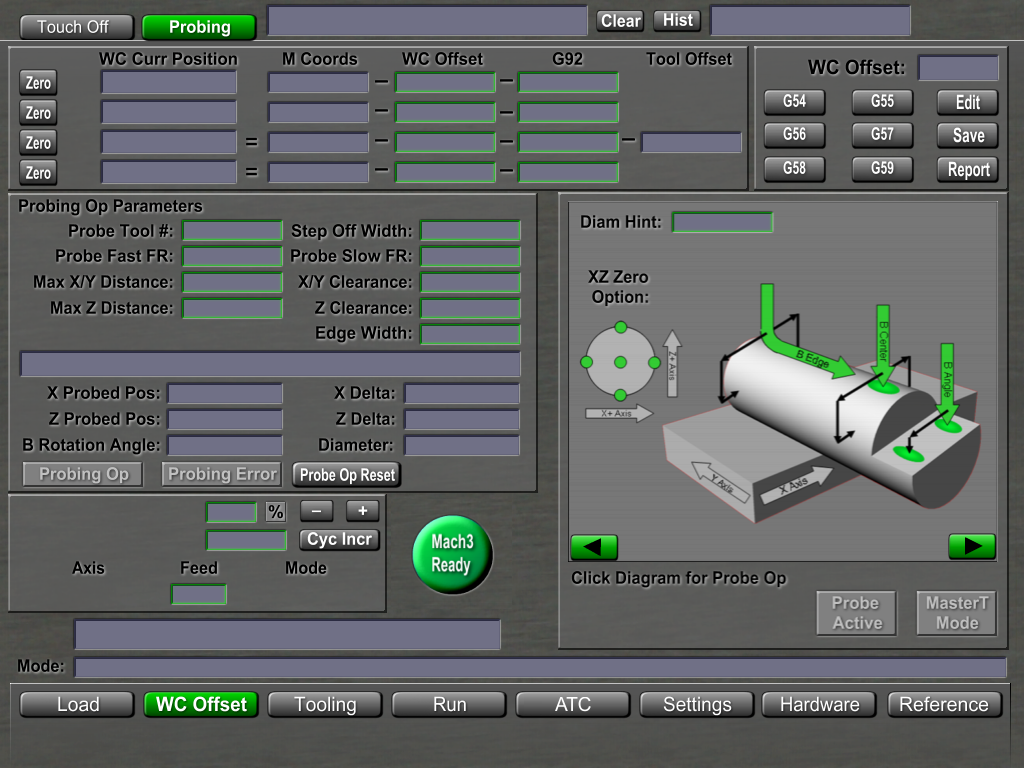 Touch Off Probing Clear Hist
WC Curr Position M Coords WC Offset G92 Tool Offset
Zero
Zero
Zero =
Zero =
WC Offset:
G54 G55 Edit
G56 G57 Save
G58 G59 Report
Probing Op Parameters
Probe Tool #: Step Off Width:
Probe Fast FR: Probe Slow FR:
Max X/Y Distance: X/Y Clearance:
Max Z Distance: Z Clearance:
Edge Width:
X Probed Pos: X Delta:
Z Probed Pos: Z Delta:
B Rotation Angle: Diameter:
Probing Op Probing Error Probe Op Reset
% − +
Cyc Incr
Axis Feed Mode
Mach3
Ready
Diam Hint:
XZ Zero
Option:
Z+ Axis
X+ Axis
B Edge
B Center
B Angle
Y Axis
X Axis
Click Diagram for Probe Op
Probe
Active
MasterT
Mode
Mode:
Load WC Offset Tooling Run ATC Settings Hardware Reference